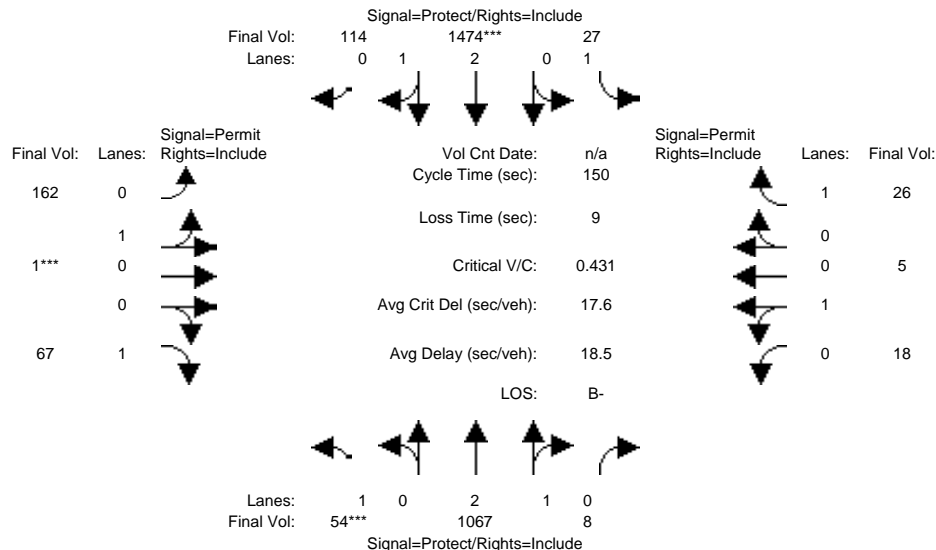 Signal=Protect/Rights=Include
Final Vol: 114 1474*** 27
Lanes: 0 1 2 0 1
Signal=Permit Signal=Permit
Final Vol: Lanes: Rights=Include Vol Cnt Date: n/a Rights=Include Lanes: Final Vol:
Cycle Time (sec): 150
162 0 1 26
Loss Time (sec): 9
1 0
1*** 0 Critical V/C: 0.431 0 5
0 Avg Crit Del (sec/veh): 17.6 1
67 1 Avg Delay (sec/veh): 18.5 0 18
LOS: B-
Lanes: 1 0 2 1 0
Final Vol: 54*** 1067 8
Signal=Protect/Rights=Include